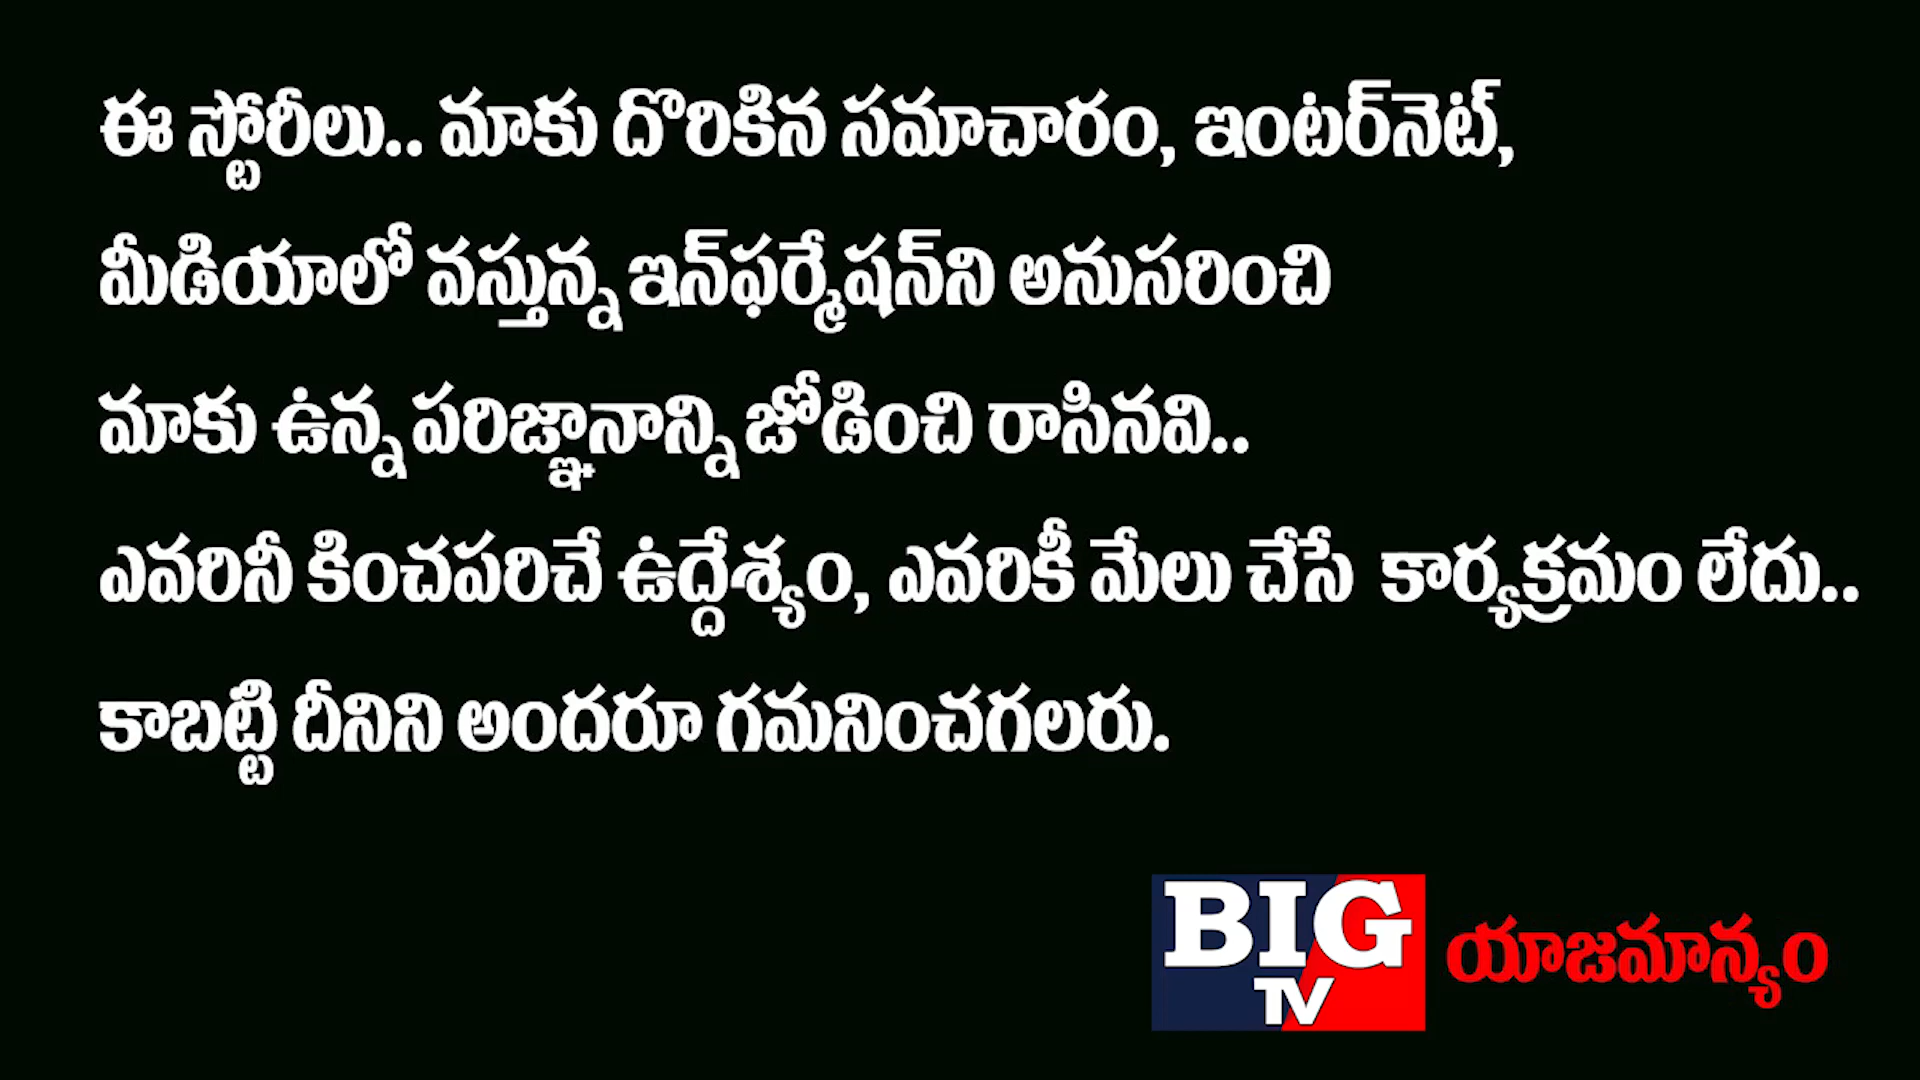 ఈ స్టోరీలు.. మాకు దొరికిన సమాచారం, ఇంటర్‌నెట్,
మీడియాలో వస్తున్న ఇన్‌ఫర్మేషన్‌ని అనుసరించి
మాకు ఉన్న పరిజ్ఞానాన్ని జోడించి రాసినవి..
ఎవరినీ కించపరిచే ఉద్దేశ్యం, ఎవరికీ మేలు చేసే కార్యక్రమం లేదు..
కాబట్టి దీనిని అందరూ గమనించగలరు.
BIG
TV
యాజమాన్యం